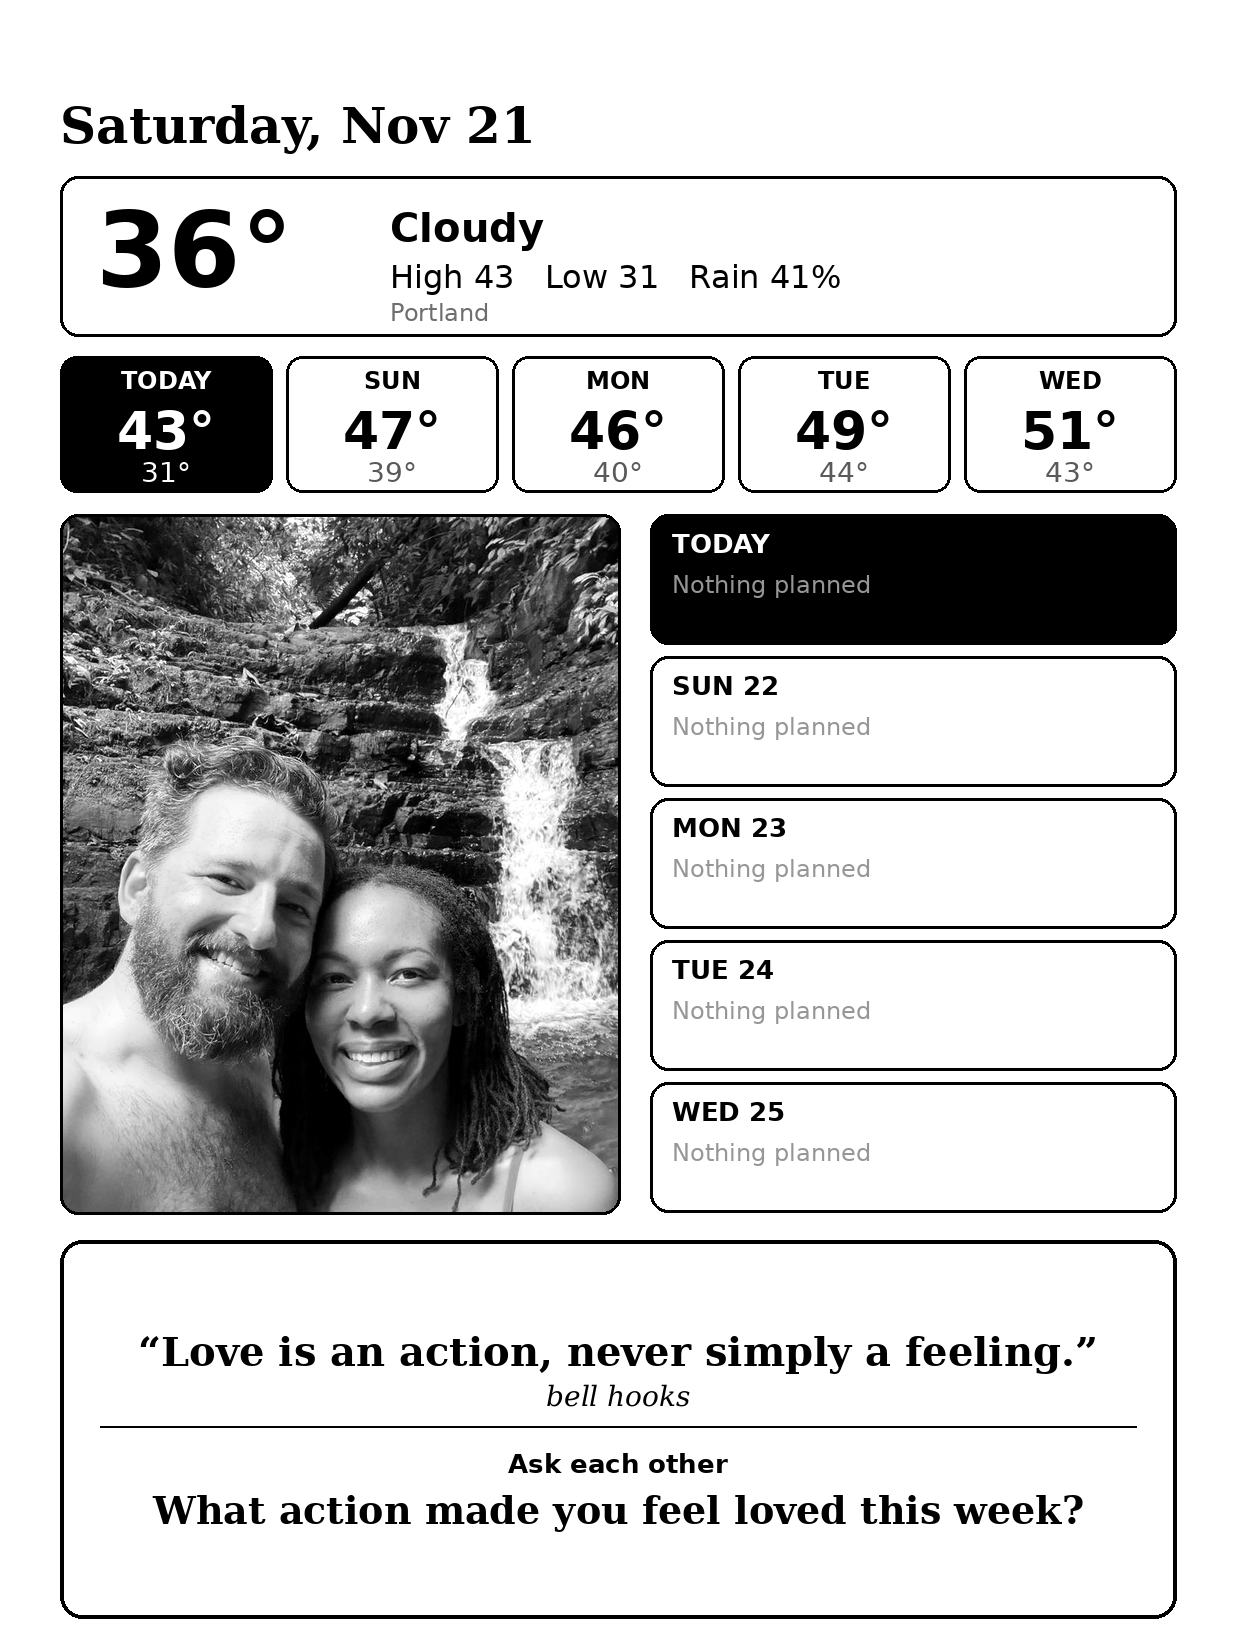 Saturday, Nov 21
36°
Cloudy
High 43 Low 31 Rain 41%
Portland
TODAY
43°
31°
SUN
47°
39°
MON
46°
40°
TUE
49°
44°
WED
51°
43°
TODAY
Nothing planned
SUN 22
Nothing planned
MON 23
Nothing planned
TUE 24
Nothing planned
WED 25
Nothing planned
“Love is an action, never simply a feeling.”
bell hooks
Ask each other
What action made you feel loved this week?